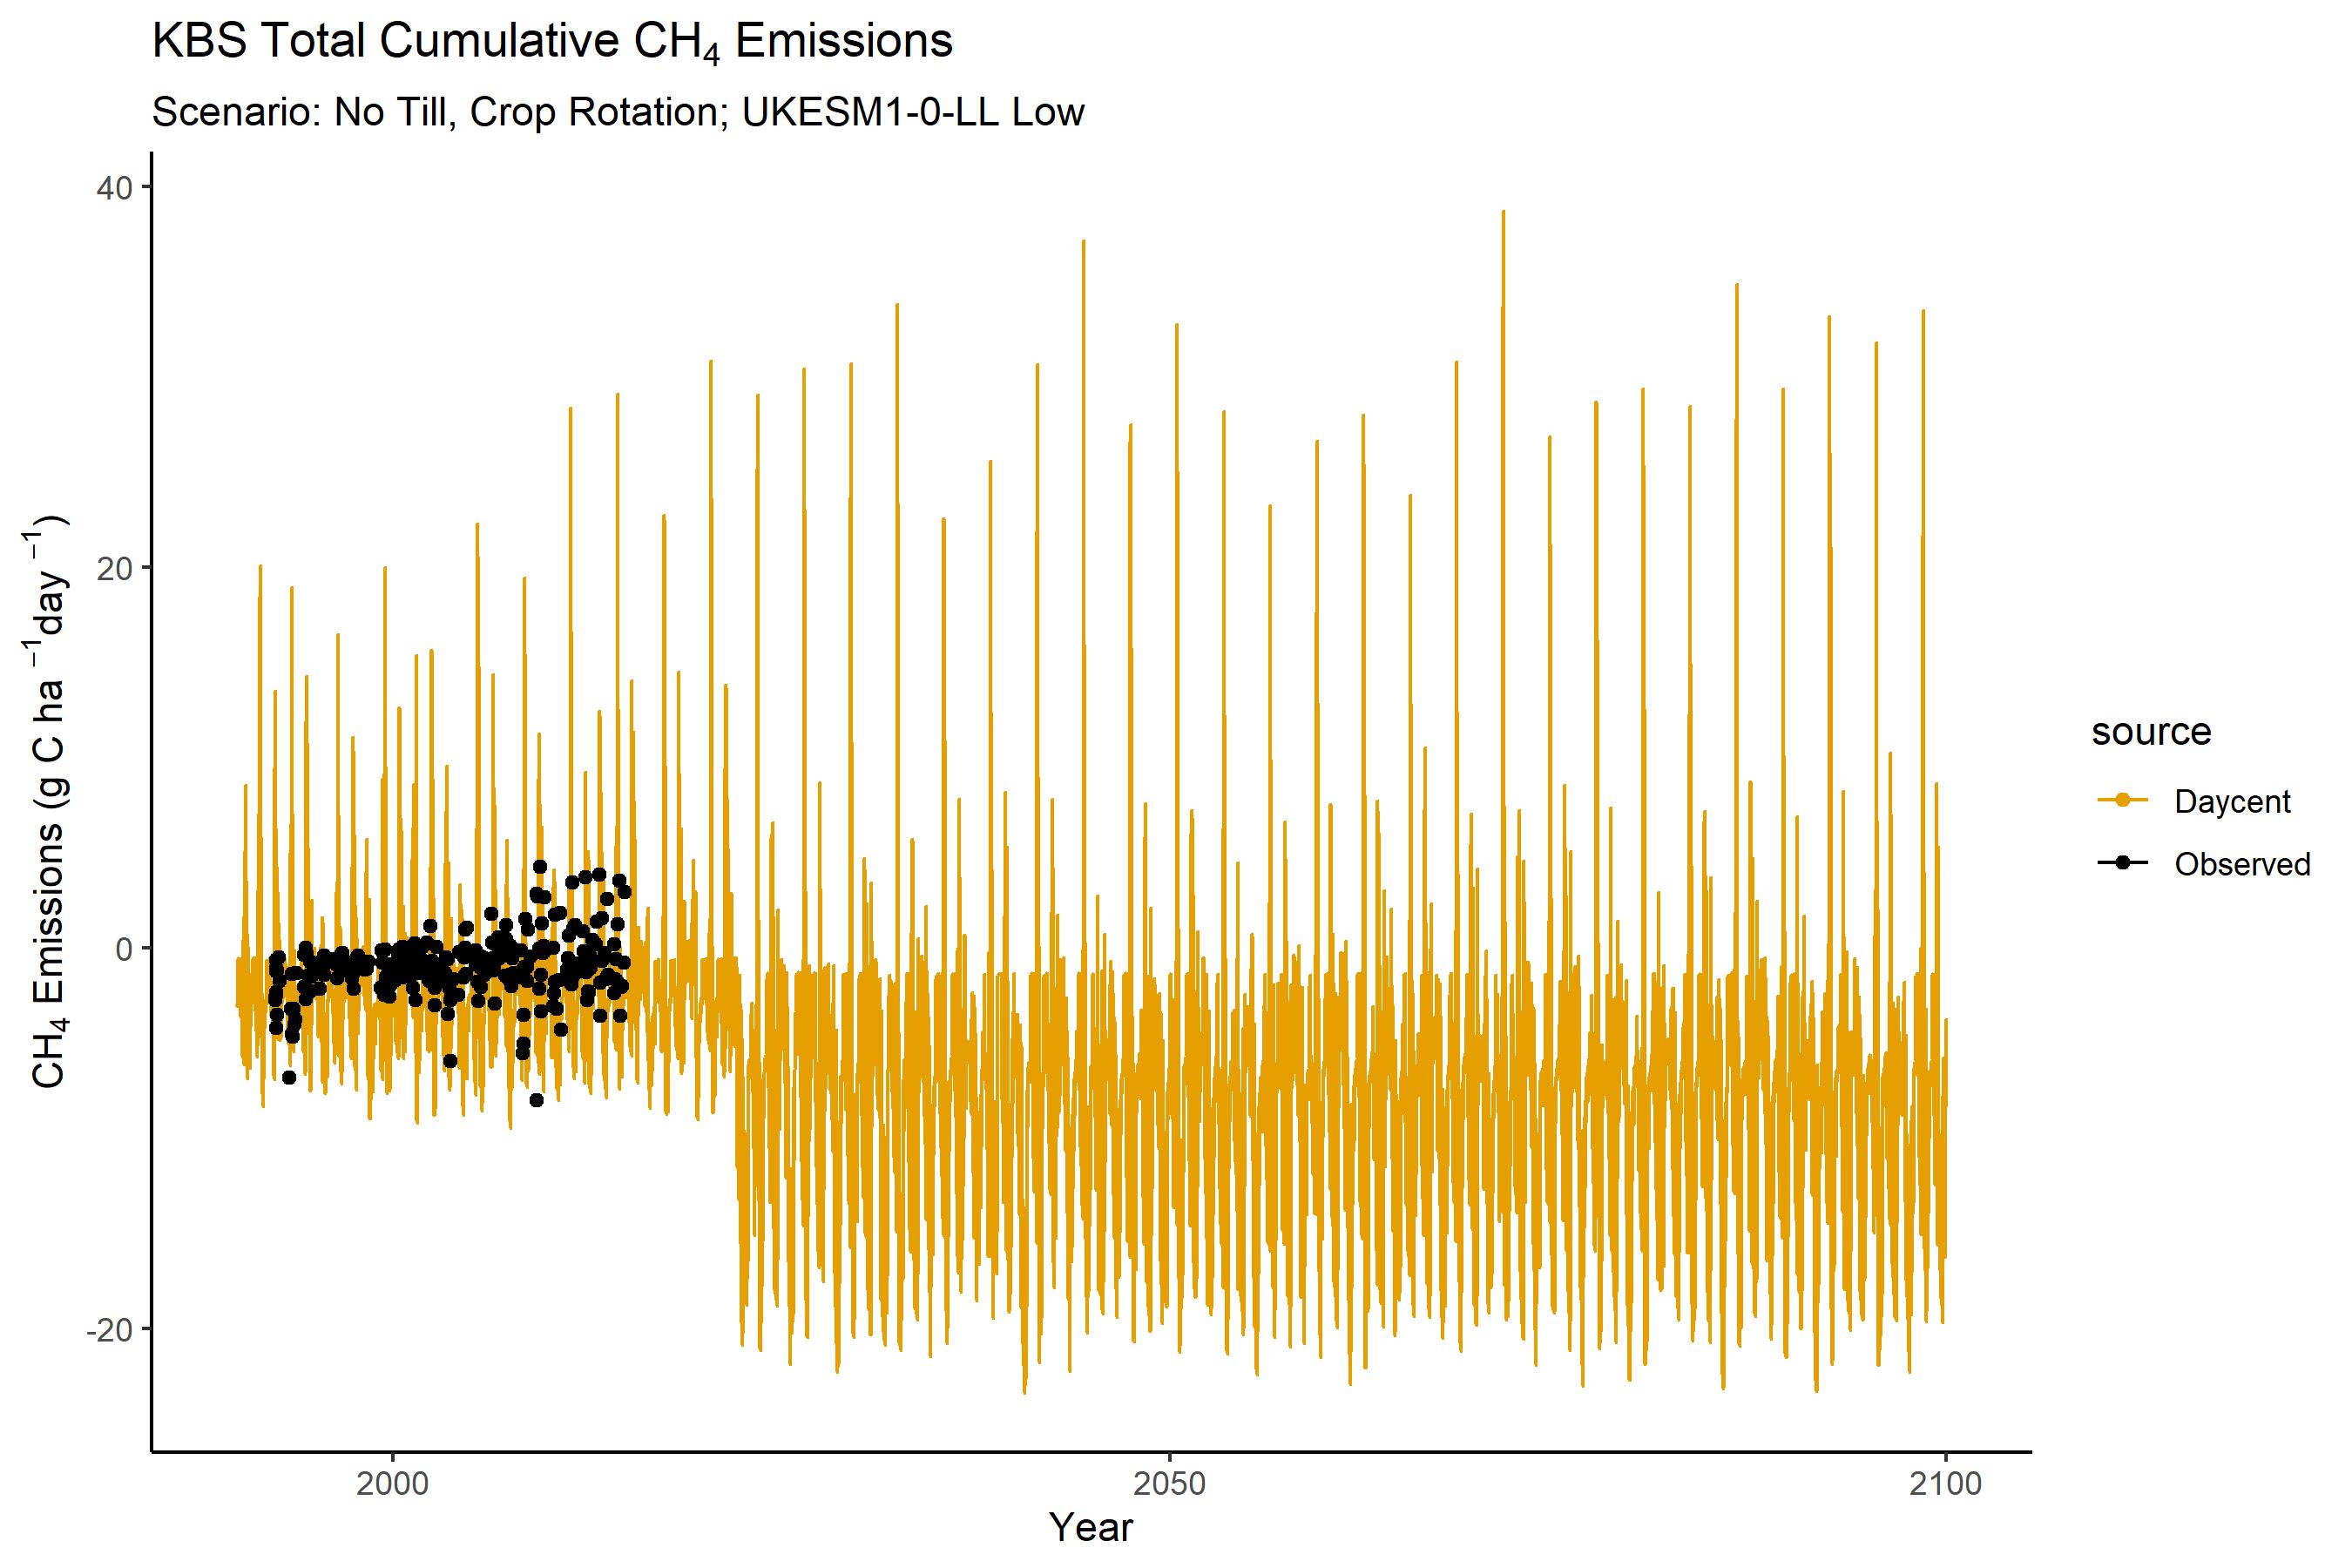 KBS Total Cumulative CH₄ Emissions
Scenario: No Till, Crop Rotation; UKESM1-0-LL Low
CH₄ Emissions (g C ha ⁻¹day ⁻¹)
40
20
0
-20
2000
2050
2100
Year
source
Daycent
Observed